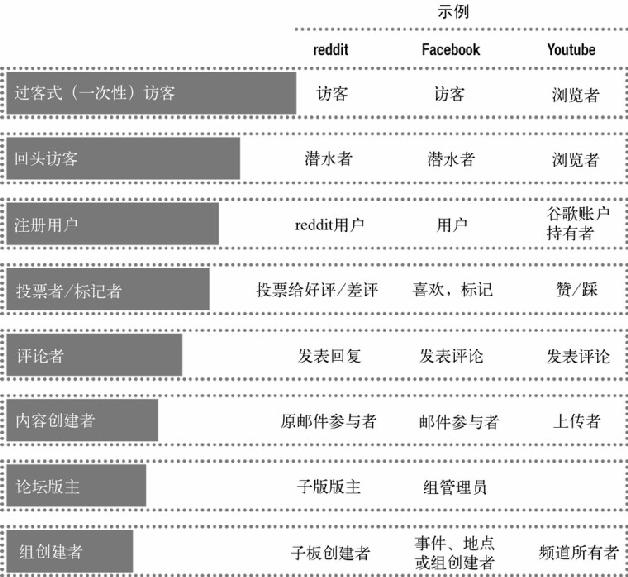 示例
reddit Facebook Youtube
过客式（一次性）访客 访客 访客 浏览者
回头访客 潜水者 潜水者 浏览者
注册用户 reddit用户 用户 谷歌账户
持有者
投票者/标记者 投票给好评/差评 喜欢，标记 赞/踩
评论者 发表回复 发表评论 发表评论
内容创建者 原邮件参与者 邮件参与者 上传者
论坛版主 子版版主 组管理员
组创建者 子板创建者 事件、地点 频道所有者
或组创建者